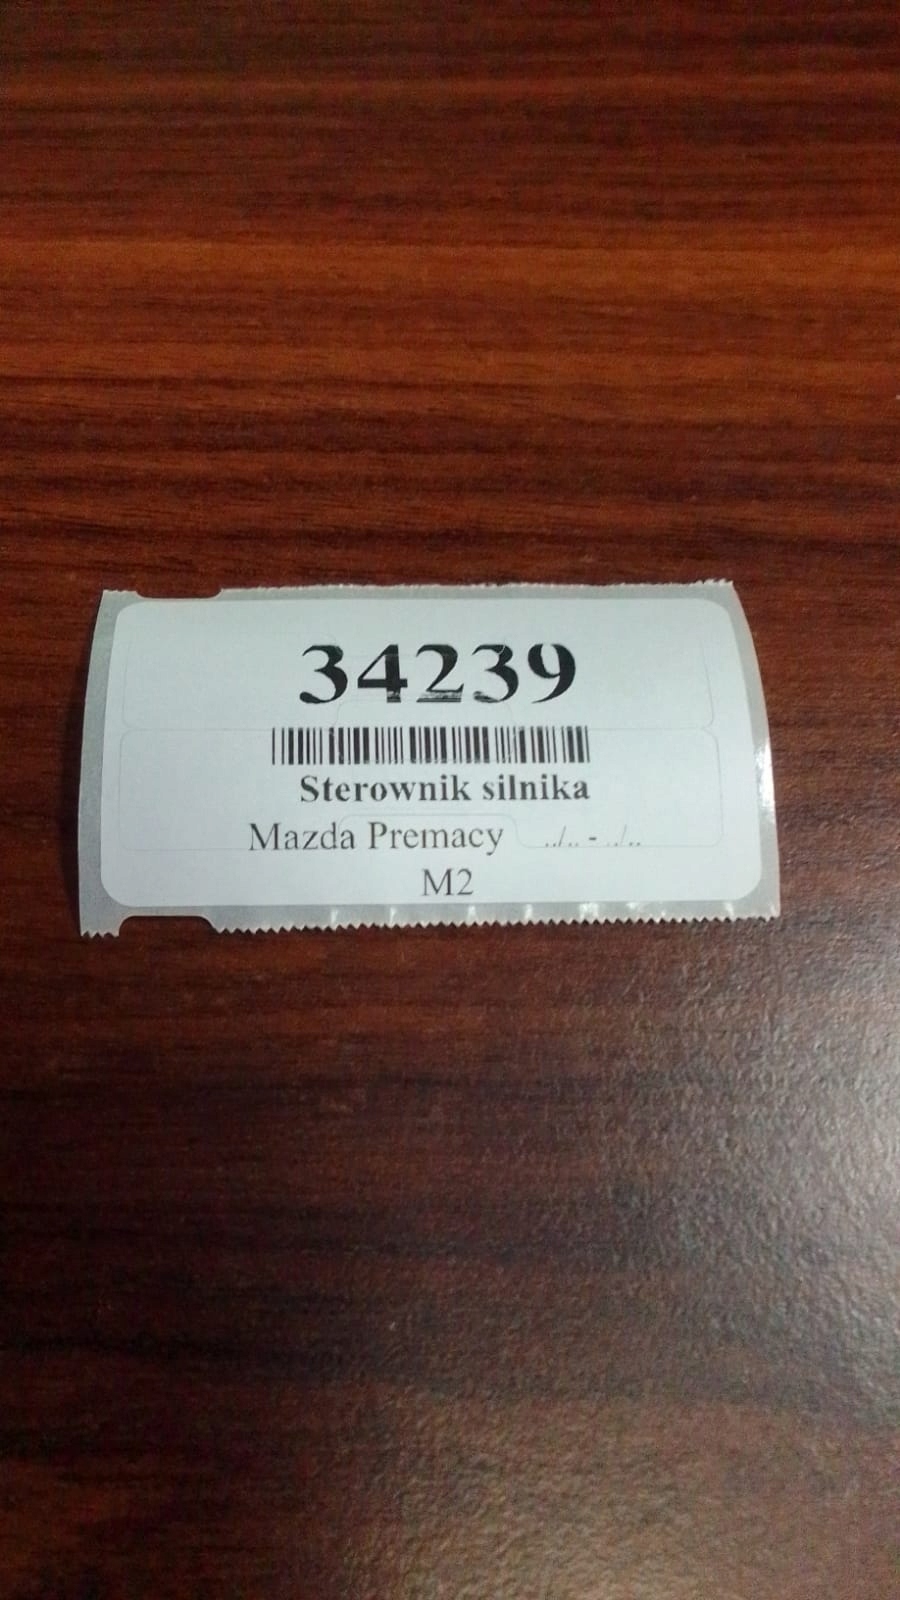 34239
Sterownik silnika
Mazda Premacy ../.. - ../..
M2